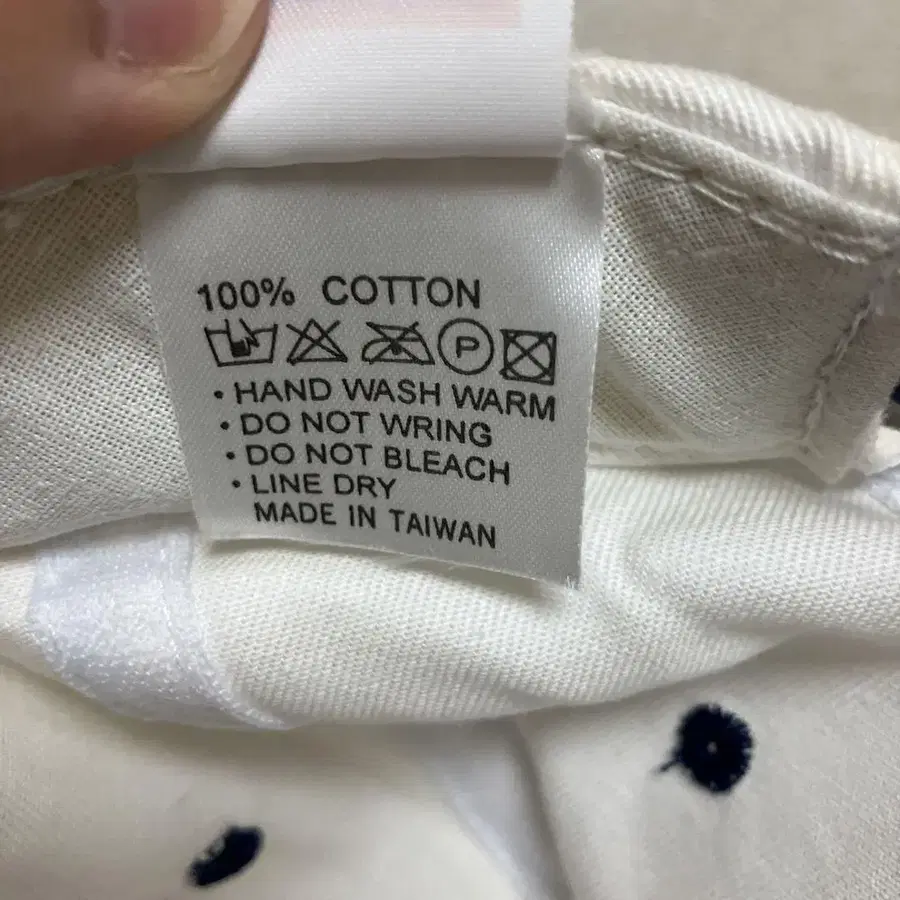 100% COTTON
P
• HAND WASH WARM
• DO NOT WRING
• DO NOT BLEACH
• LINE DRY
MADE IN TAIWAN